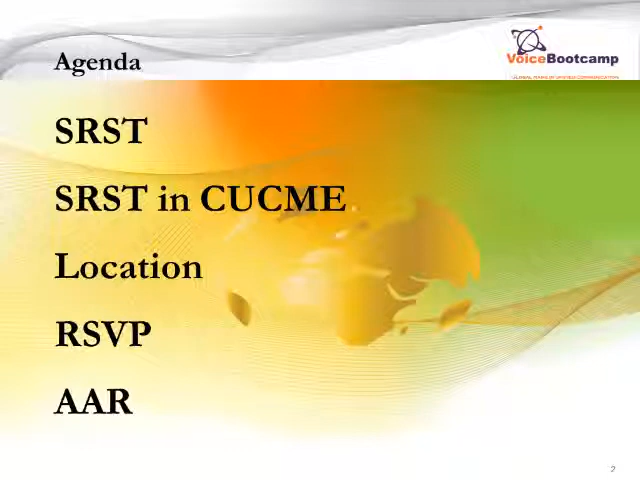 Agenda
VoiceBootcamp
SRST
SRST in CUCME
Location
RSVP
AAR
2